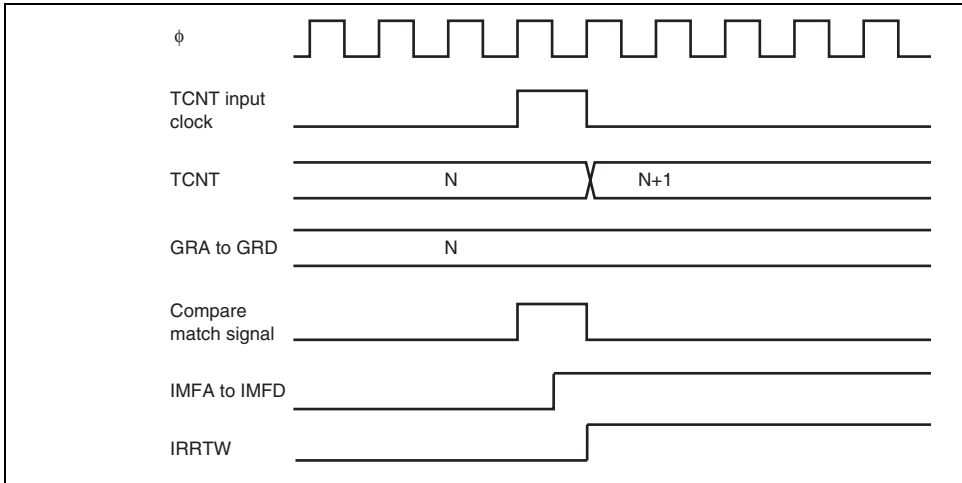 ϕ
TCNT input
clock
TCNT
N
N+1
GRA to GRD
N
Compare
match signal
IMFA to IMFD
IRRTW